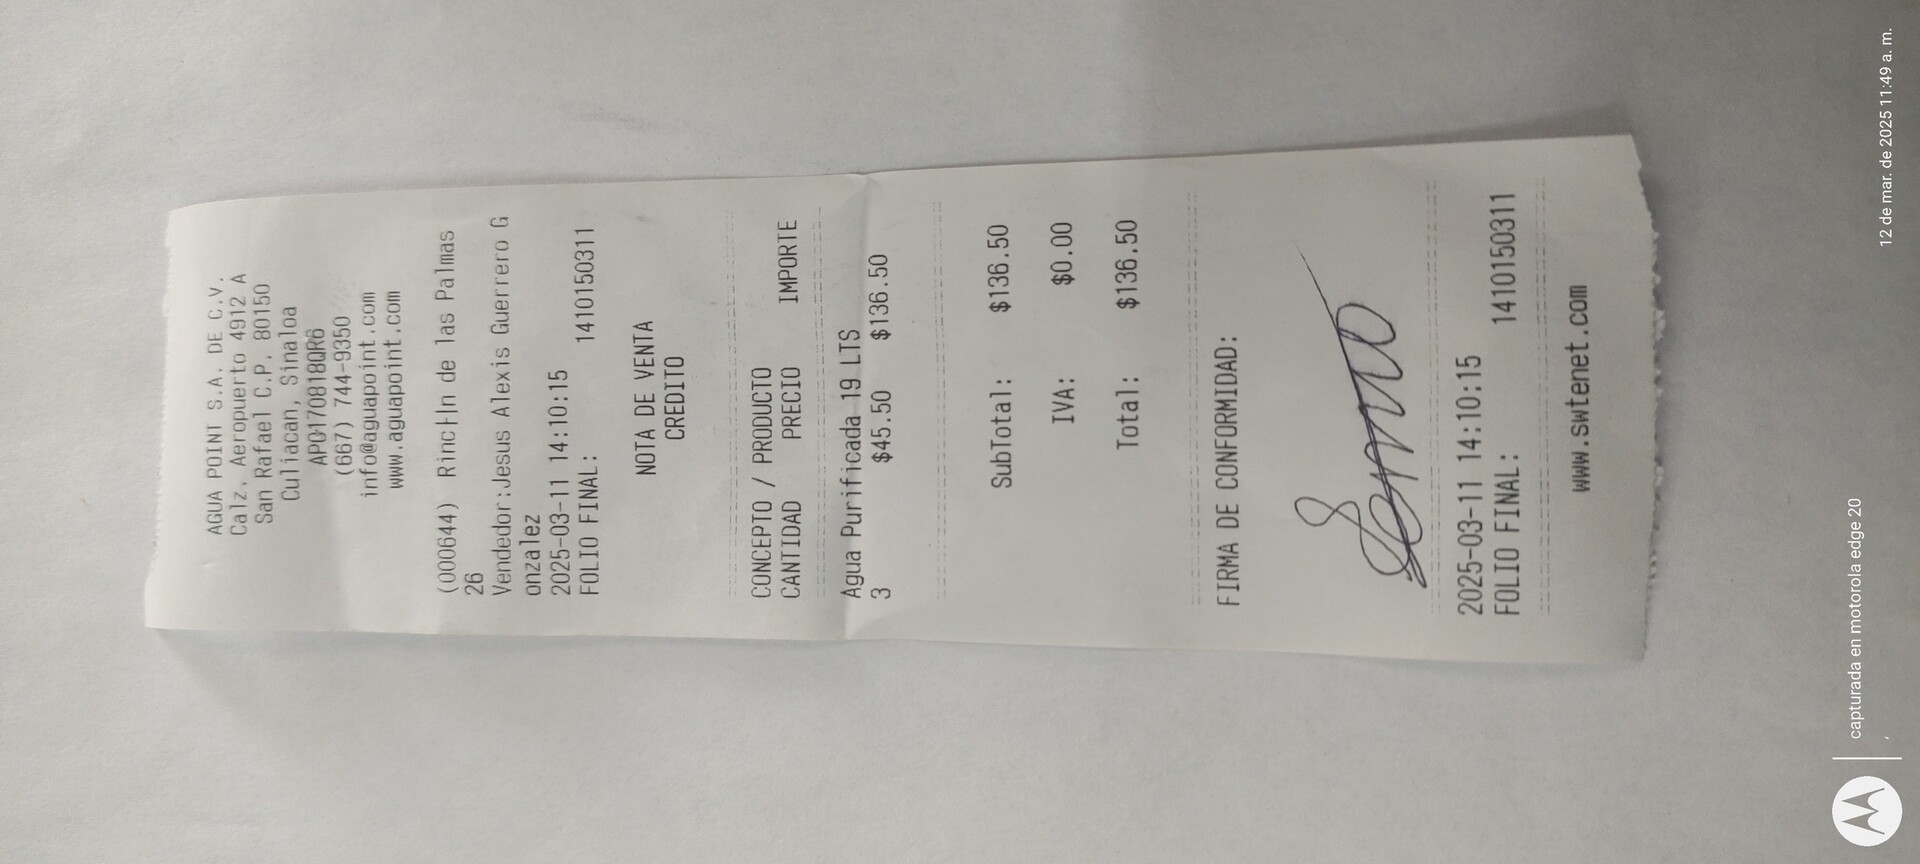 AGUA POINT S.A. DE C.V.
Calz. Aeropuerto 4912 A
San Rafael C.P. 80150
Culiacan, Sinaloa
APO170818QR6
(667) 744-9350
info@aguapoint.com
www.aguapoint.com
(000644) Rinc|-|n de las Palmas
26
Vendedor:Jesus Alexis Guerrero G
onzalez
2025-03-11 14:10:15
FOLIO FINAL: 1410150311
NOTA DE VENTA
CREDITO
CONCEPTO / PRODUCTO
CANTIDAD PRECIO IMPORTE
Agua Purificada 19 LTS
3 $45.50 $136.50
SubTotal: $136.50
IVA: $0.00
Total: $136.50
FIRMA DE CONFORMIDAD:
2025-03-11 14:10:15
FOLIO FINAL: 1410150311
www.swtenet.com
capturada en motorola edge 20
12 de mar. de 2025 11:49 a. m.